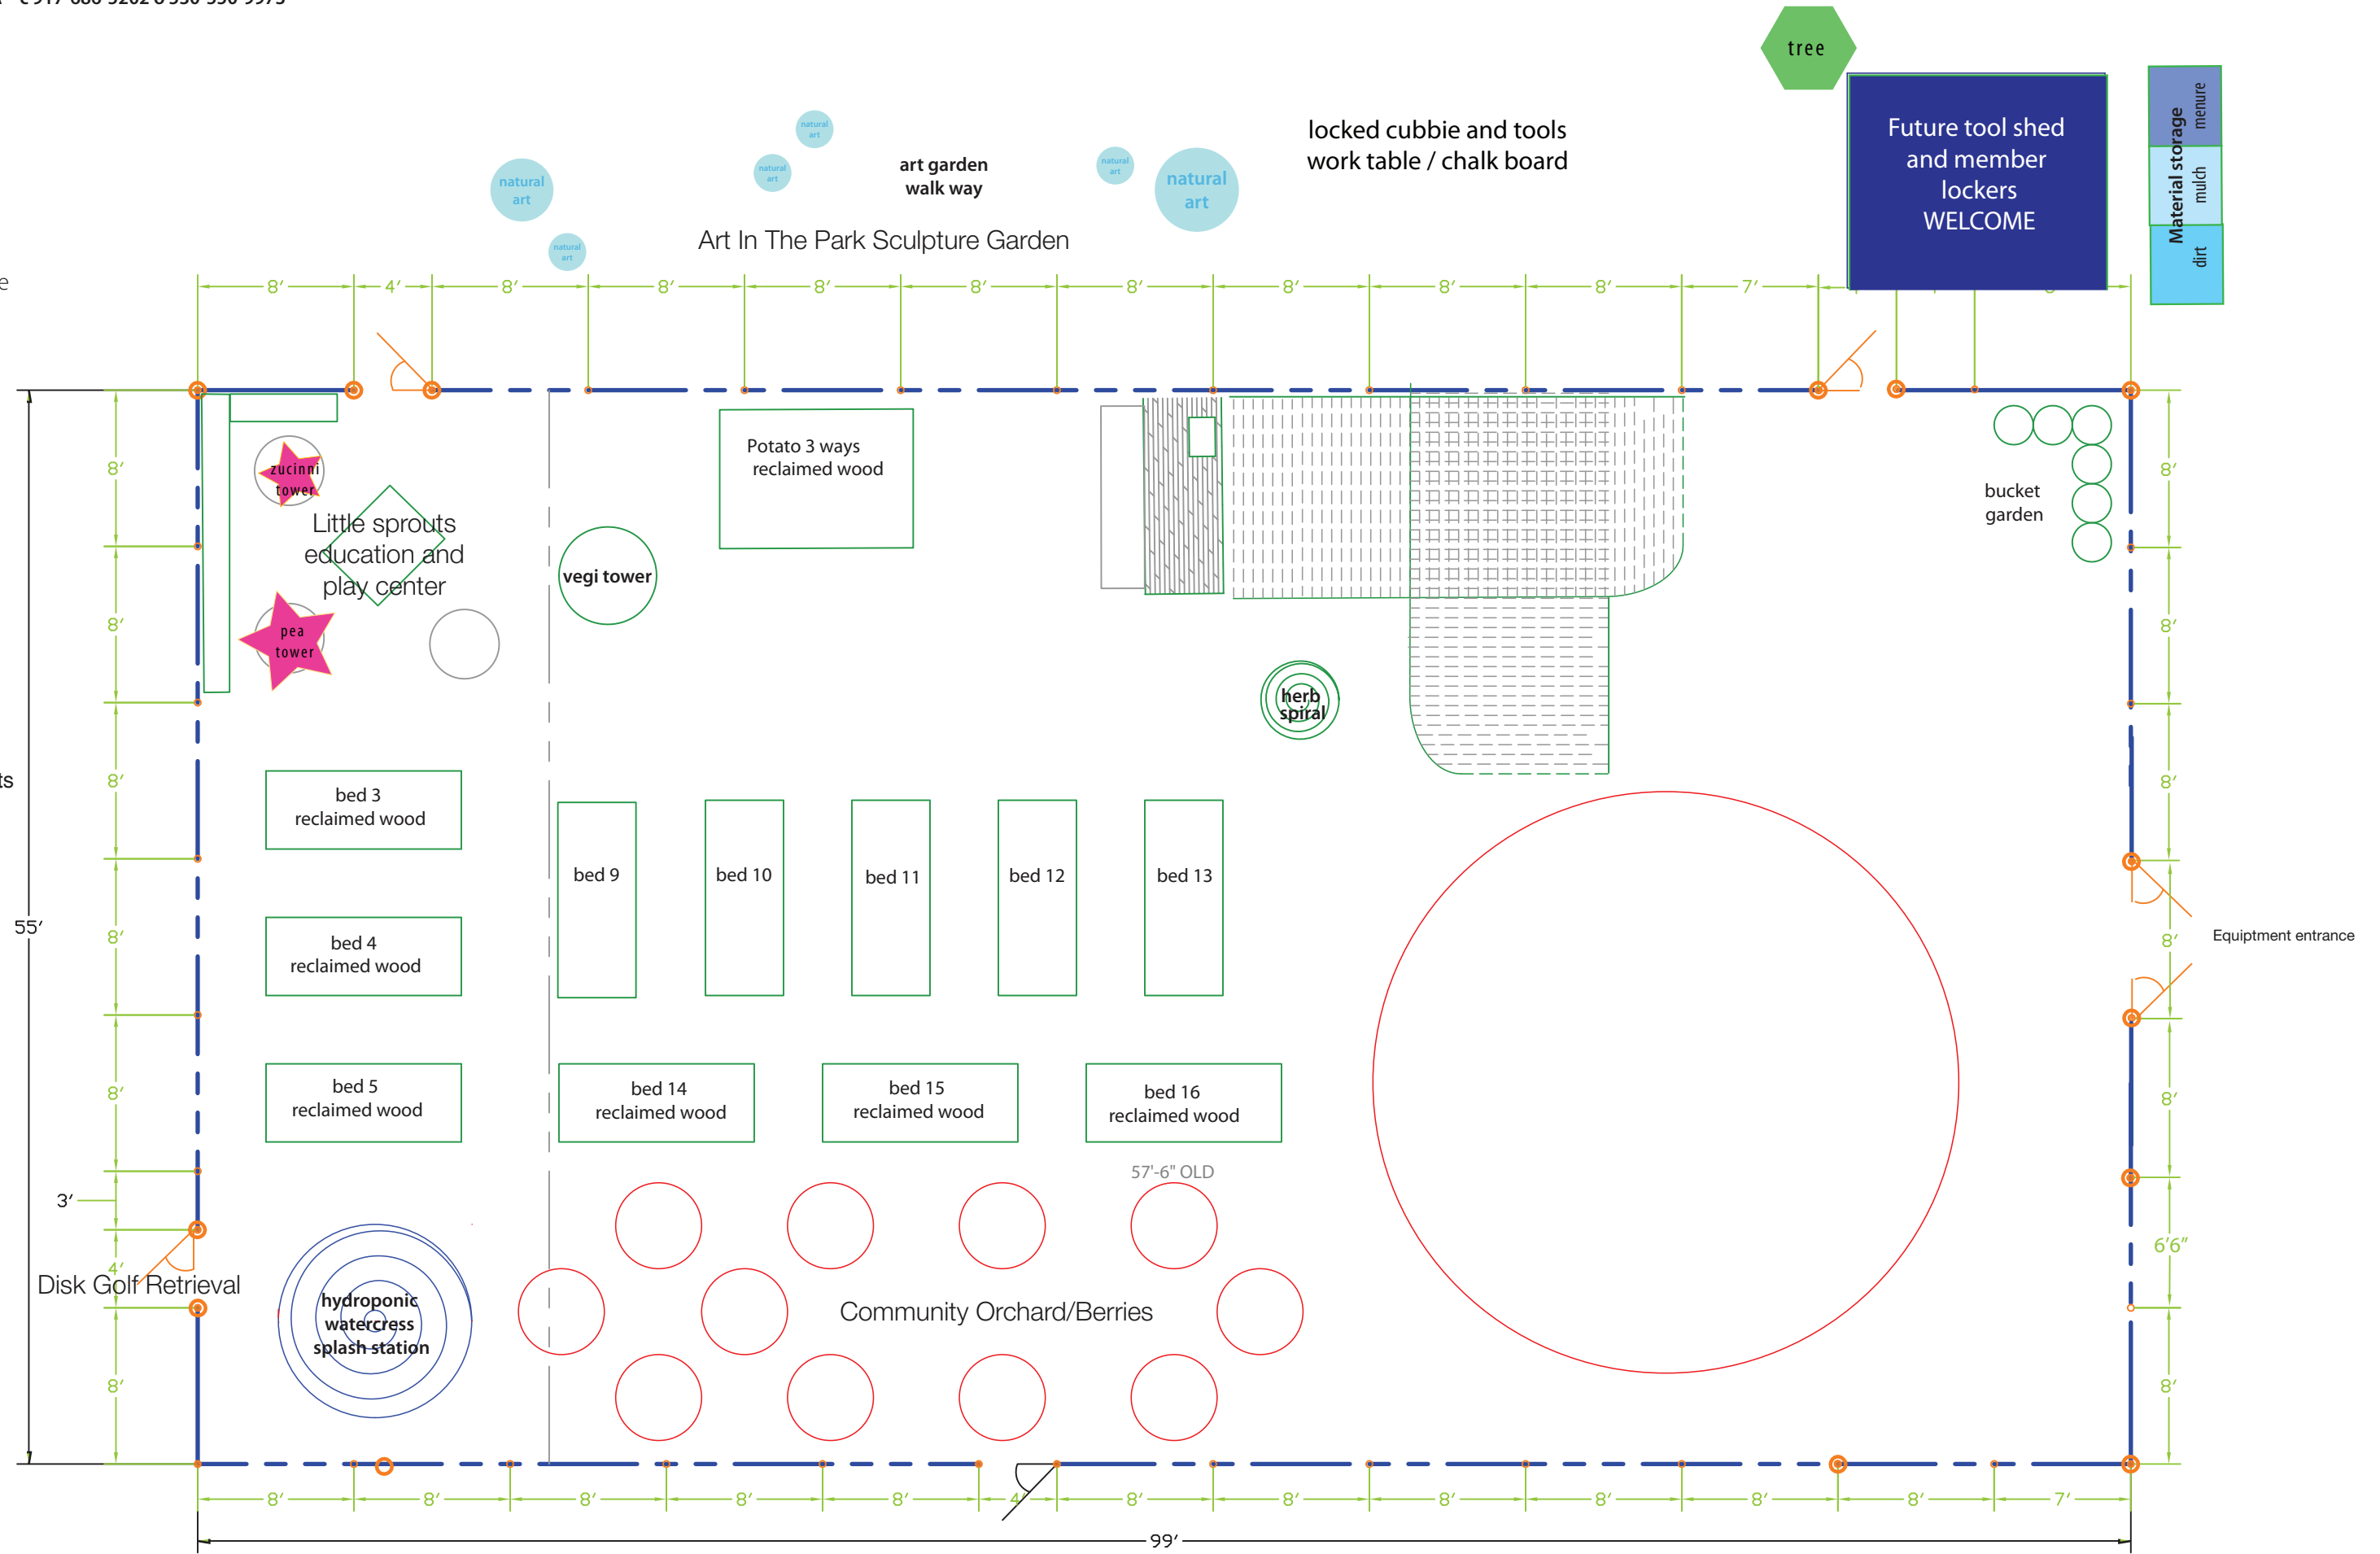 tree
Future tool shed
and member
lockers
WELCOME
Material storage
menure
mulch
dirt
natural
art
natural
art
natural
art
natural
art
natural
art
natural
art
art garden
walk way
locked cubbie and tools
work table / chalk board
Art In The Park Sculpture Garden
e
8'
4'
8'
8'
8'
8'
8'
8'
8'
8'
7'
zucinni
tower
Little sprouts
education and
play center
pea
tower
vegi tower
Potato 3 ways
reclaimed wood
herb
spiral
bucket
garden
ts
55'
8'
8'
8'
8'
8'
3'
4'
8'
bed 3
reclaimed wood
bed 4
reclaimed wood
bed 5
reclaimed wood
bed 9
bed 10
bed 11
bed 12
bed 13
bed 14
reclaimed wood
bed 15
reclaimed wood
bed 16
reclaimed wood
57'-6" OLD
Disk Golf Retrieval
hydroponic
watercress
splash station
Community Orchard/Berries
8'
8'
8'
8'
Equiptment entrance
8'
6'6"
8'
8'
8'
8'
8'
8'
4'
8'
8'
8'
8'
8'
8'
7'
99'